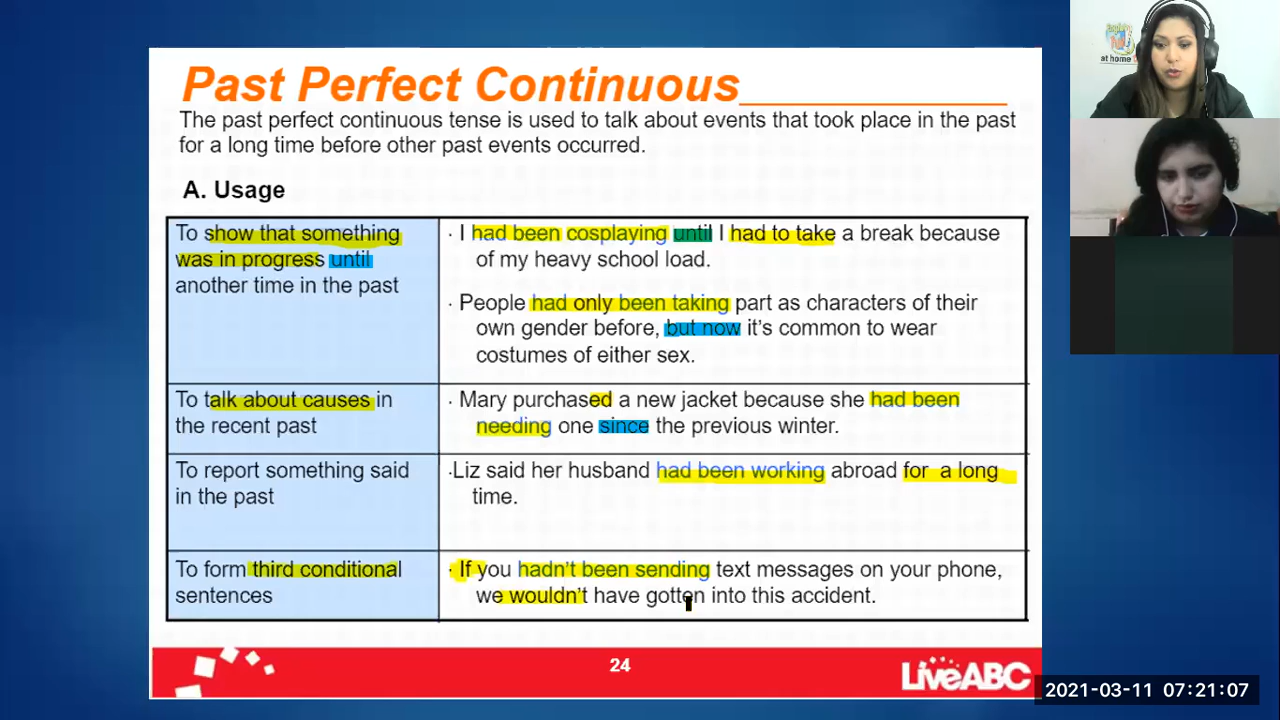 Past Perfect Continuous
The past perfect continuous tense is used to talk about events that took place in the past
for a long time before other past events occurred.
A. Usage
To show that something
was in progress until
another time in the past
· I had been cosplaying until I had to take a break because
of my heavy school load.
· People had only been taking part as characters of their
own gender before, but now it's common to wear
costumes of either sex.
To talk about causes in
the recent past
· Mary purchased a new jacket because she had been
needing one since the previous winter.
To report something said
in the past
·Liz said her husband had been working abroad for a long
time.
To form third conditional
sentences
· If you hadn't been sending text messages on your phone,
we wouldn't have gotten into this accident.
24
LiveABC
at home
2021-03-11 07:21:07